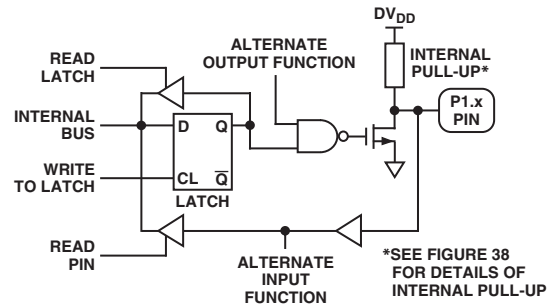 DVDD
READ
LATCH
ALTERNATE
OUTPUT FUNCTION
INTERNAL
PULL-UP*
P1.x
PIN
INTERNAL
BUS
D
Q
WRITE
TO LATCH
CL
Q̅
LATCH
READ
PIN
ALTERNATE
INPUT
FUNCTION
*SEE FIGURE 38
FOR DETAILS OF
INTERNAL PULL-UP